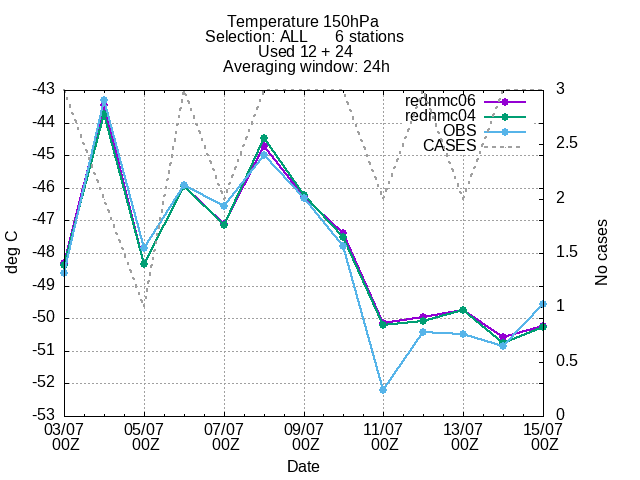 Temperature 150hPa
Selection: ALL 6 stations
Used 12 + 24
Averaging window: 24h
rednmc06
rednmc04
OBS
CASES
-43
-44
-45
-46
-47
-48
-49
-50
-51
-52
-53
deg C
3
2.5
2
1.5
1
0.5
0
No cases
03/07 05/07 07/07 09/07 11/07 13/07 15/07
00Z 00Z 00Z 00Z 00Z 00Z 00Z
Date